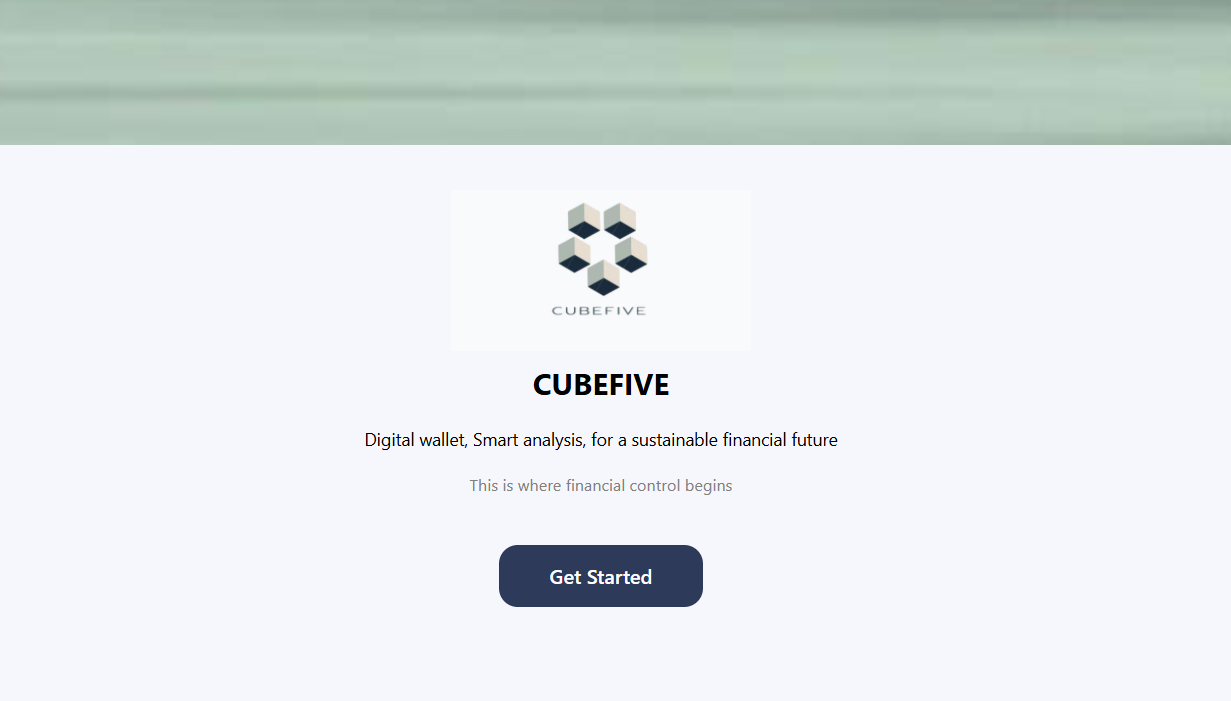 CUBEFIVE
CUBEFIVE
Digital wallet, Smart analysis, for a sustainable financial future
This is where financial control begins
Get Started